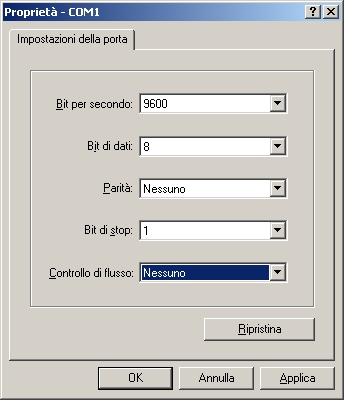 Proprietà - COM1
Impostazioni della porta
Bit per secondo: 9600
Bit di dati: 8
Parità: Nessuno
Bit di stop: 1
Controllo di flusso: Nessuno
Ripristina
OK Annulla Applica